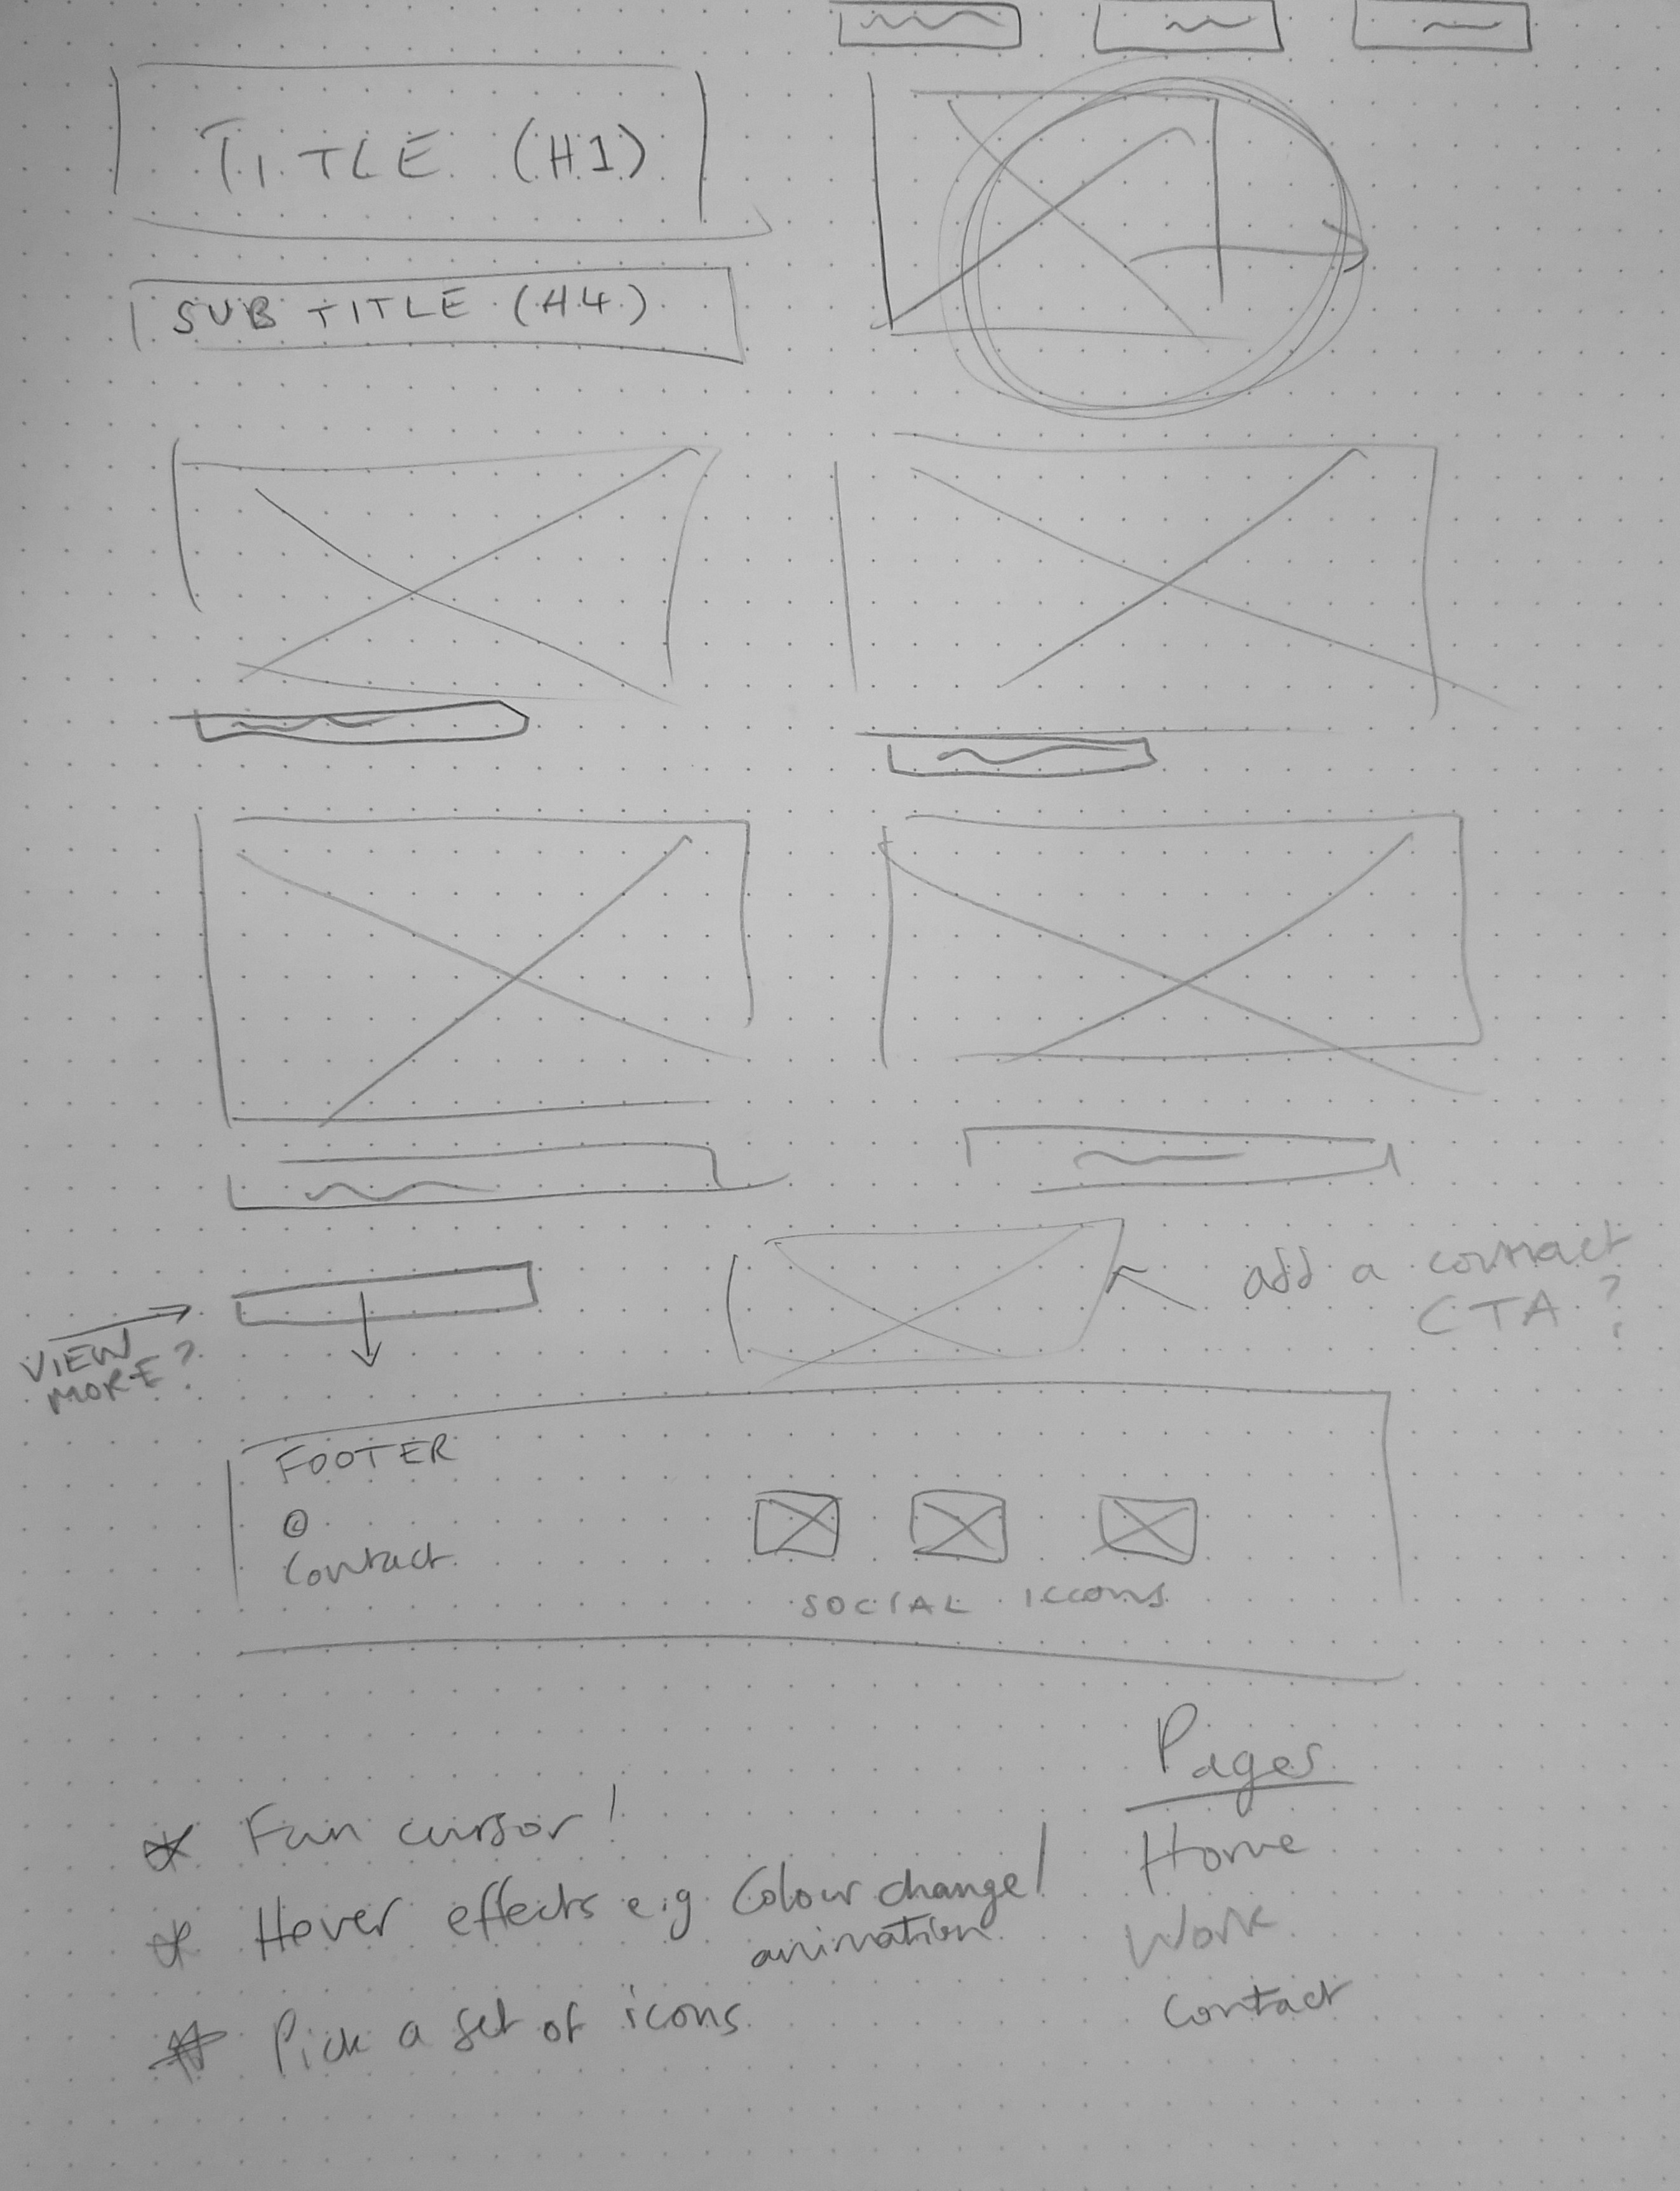 TITLE (H1)
SUB TITLE (H4)
add a contact
CTA?
VIEW
MORE?
FOOTER
©
Contact
SOCIAL ICCONS
Pages
Home
Work
Contact
* Fun cursor!
* Hover effects e.g. Colour change/
animation
* Pick a set of icons